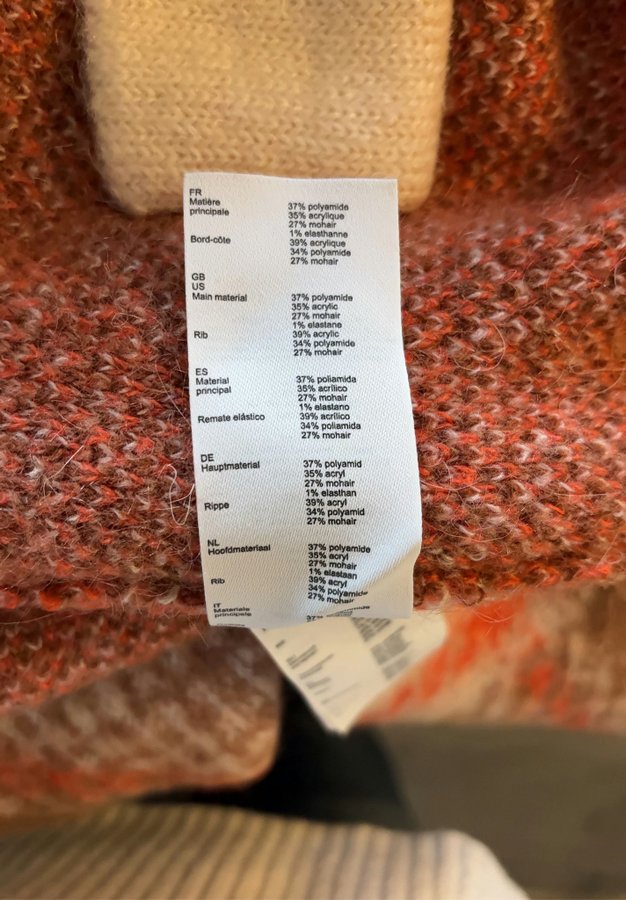 FR
Matière 37% polyamide
principale 35% acrylique
27% mohair
1% elasthanne
Bord-côte 39% acrylique
34% polyamide
27% mohair
GB
US
Main material 37% polyamide
35% acrylic
27% mohair
1% elastane
Rib 39% acrylic
34% polyamide
27% mohair
ES
Material 37% poliamida
principal 35% acrílico
27% mohair
1% elastano
Remate elástico 39% acrílico
34% poliamida
27% mohair
DE
Hauptmaterial 37% polyamid
35% acryl
27% mohair
1% elasthan
Rippe 39% acryl
34% polyamid
27% mohair
NL
Hoofdmateriaal 37% polyamide
35% acryl
27% mohair
1% elastaan
Rib 39% acryl
34% polyamide
27% mohair
IT
Materiale
principale 37%